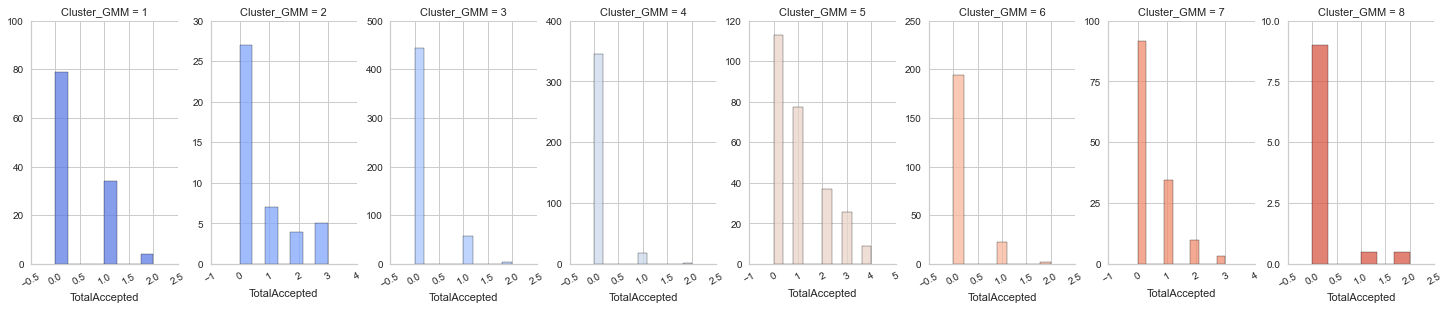 Cluster_GMM = 1
100
80
60
40
20
0
−0.5 0.0 0.5 1.0 1.5 2.0 2.5
TotalAccepted
Cluster_GMM = 2
30
25
20
15
10
5
0
−1 0 1 2 3 4
TotalAccepted
Cluster_GMM = 3
500
400
300
200
100
0
−0.5 0.0 0.5 1.0 1.5 2.0 2.5
TotalAccepted
Cluster_GMM = 4
400
300
200
100
0
−0.5 0.0 0.5 1.0 1.5 2.0 2.5
TotalAccepted
Cluster_GMM = 5
120
100
80
60
40
20
0
−1 0 1 2 3 4 5
TotalAccepted
Cluster_GMM = 6
250
200
150
100
50
0
−0.5 0.0 0.5 1.0 1.5 2.0 2.5
TotalAccepted
Cluster_GMM = 7
100
75
50
25
0
−1 0 1 2 3 4
TotalAccepted
Cluster_GMM = 8
10.0
7.5
5.0
2.5
0.0
−0.5 0.0 0.5 1.0 1.5 2.0 2.5
TotalAccepted